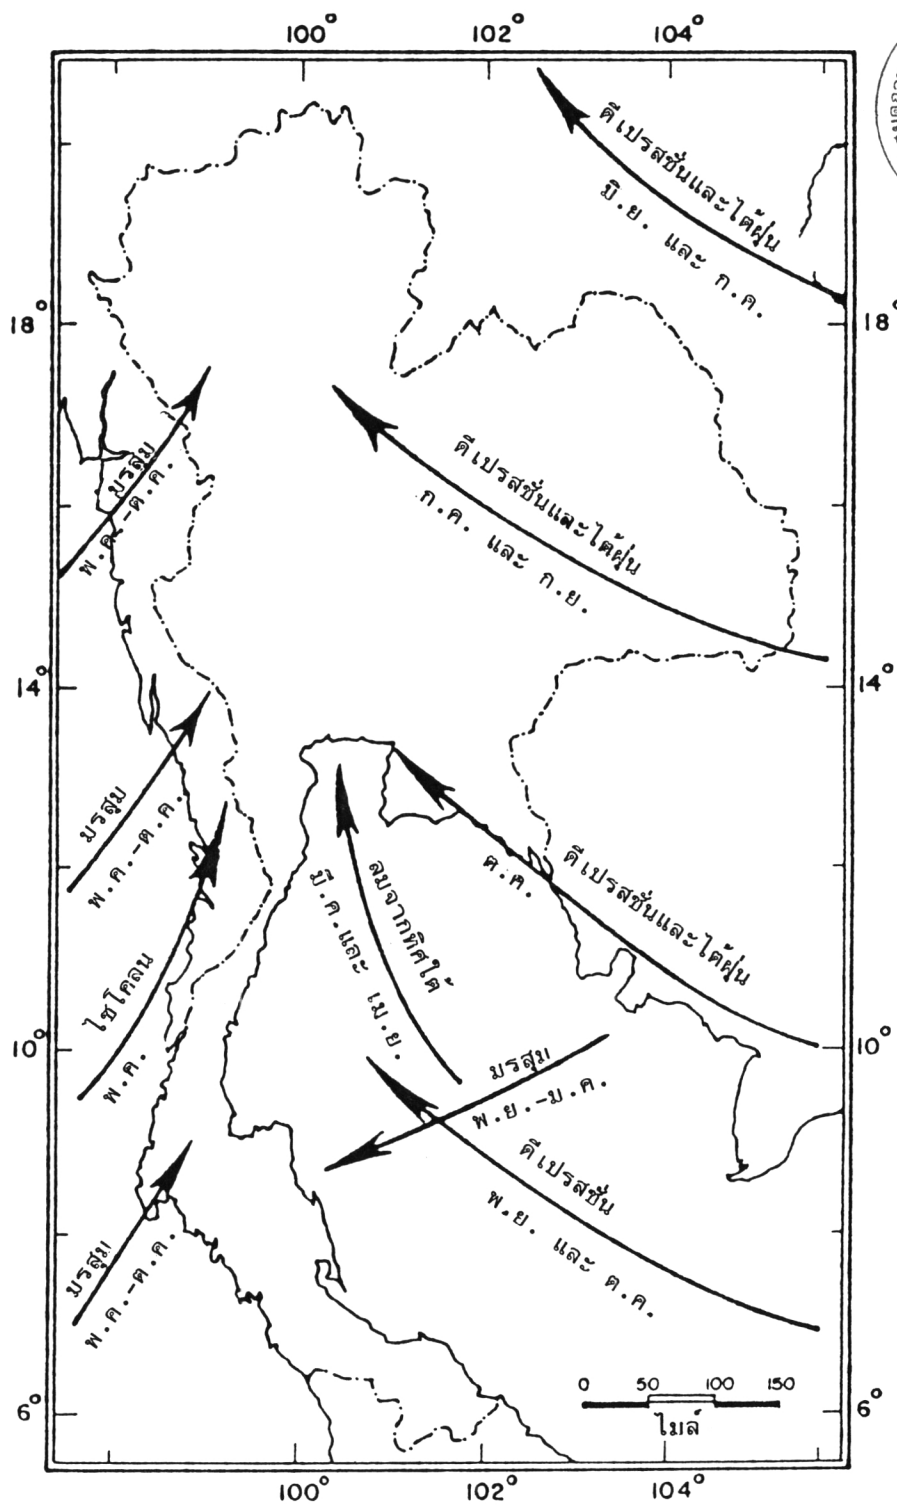 100° 102° 104°
ดีเปรสชั่นและไต้ฝุ่น
มิ.ย. และ ก.ค.
18° 18°
มรสุม
พ.ค.-ต.ค.
ดีเปรสชั่นและไต้ฝุ่น
ก.ค. และ ก.ย.
14° 14°
มรสุม
พ.ค.-ต.ค.
ลมจากทิศใต้
มี.ค.และ เม.ย.
ดีเปรสชั่นและไต้ฝุ่น
ต.ค.
ไซโคลน
พ.ค.
10° 10°
มรสุม
พ.ย.-ม.ค.
ดีเปรสชั่น
พ.ย. และ ต.ค.
มรสุม
พ.ค.-ต.ค.
0 50 100 150
ไมล์
6° 6°
100° 102° 104°